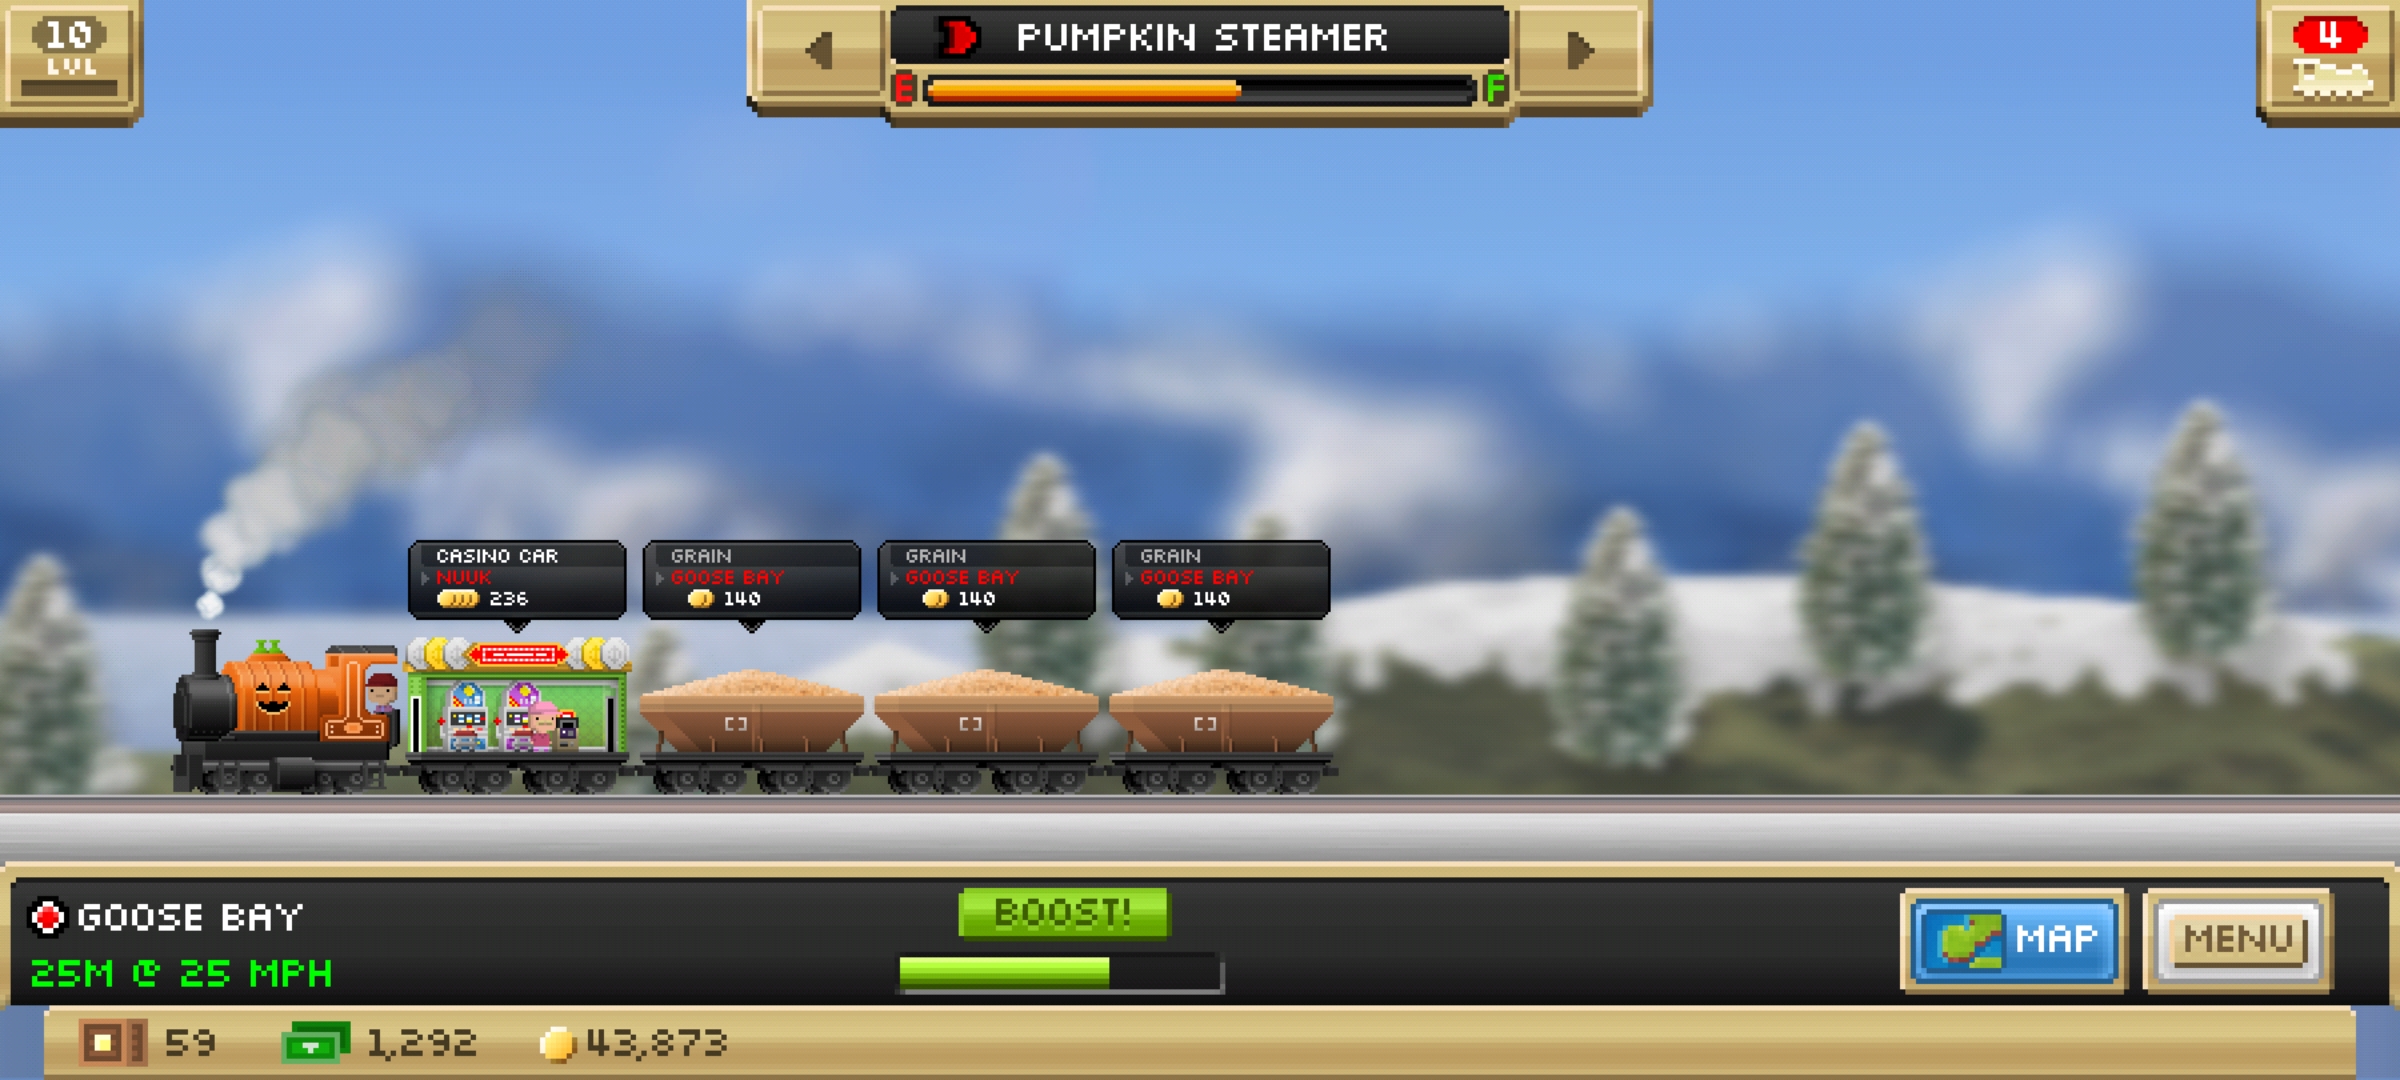 10
LVL
PUMPKIN STEAMER
E
F
4
CASINO CAR
NUUK
236
GRAIN
GOOSE BAY
140
GRAIN
GOOSE BAY
140
GRAIN
GOOSE BAY
140
GOOSE BAY
25M @ 25 MPH
BOOST!
MAP
MENU
59
1,292
43,873